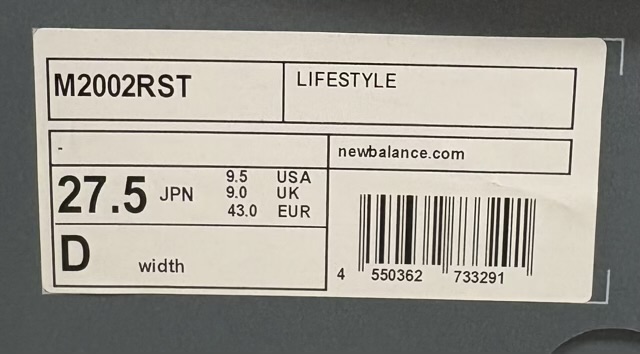 M2002RST
LIFESTYLE
-
newbalance.com
27.5 JPN
9.5 USA
9.0 UK
43.0 EUR
D width
4 550362 733291